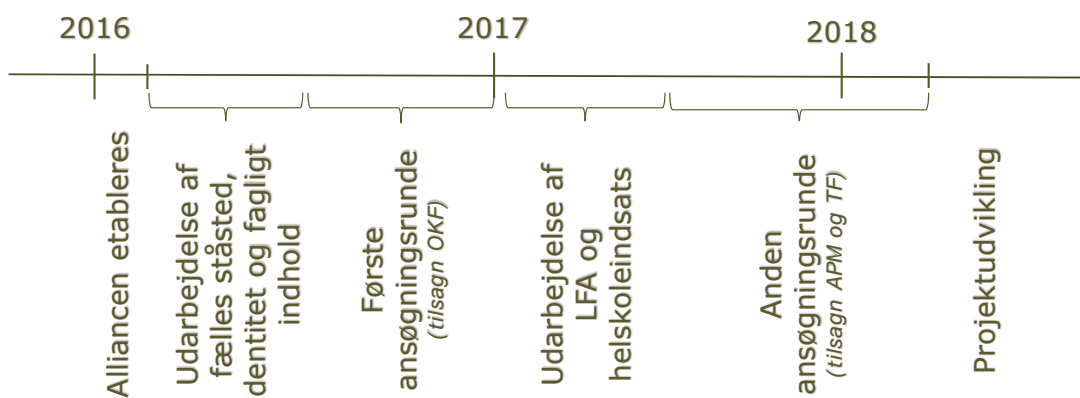 2016
2017
2018
Alliancen etableres
Udarbejdelse af
fælles ståsted,
dentitet og fagligt
indhold
Første
ansøgningsrunde
(tilsagn OKF)
Udarbejdelse af
LFA og
helskoleindsats
Anden
ansøgningsrunde
(tilsagn APM og TF)
Projektudvikling